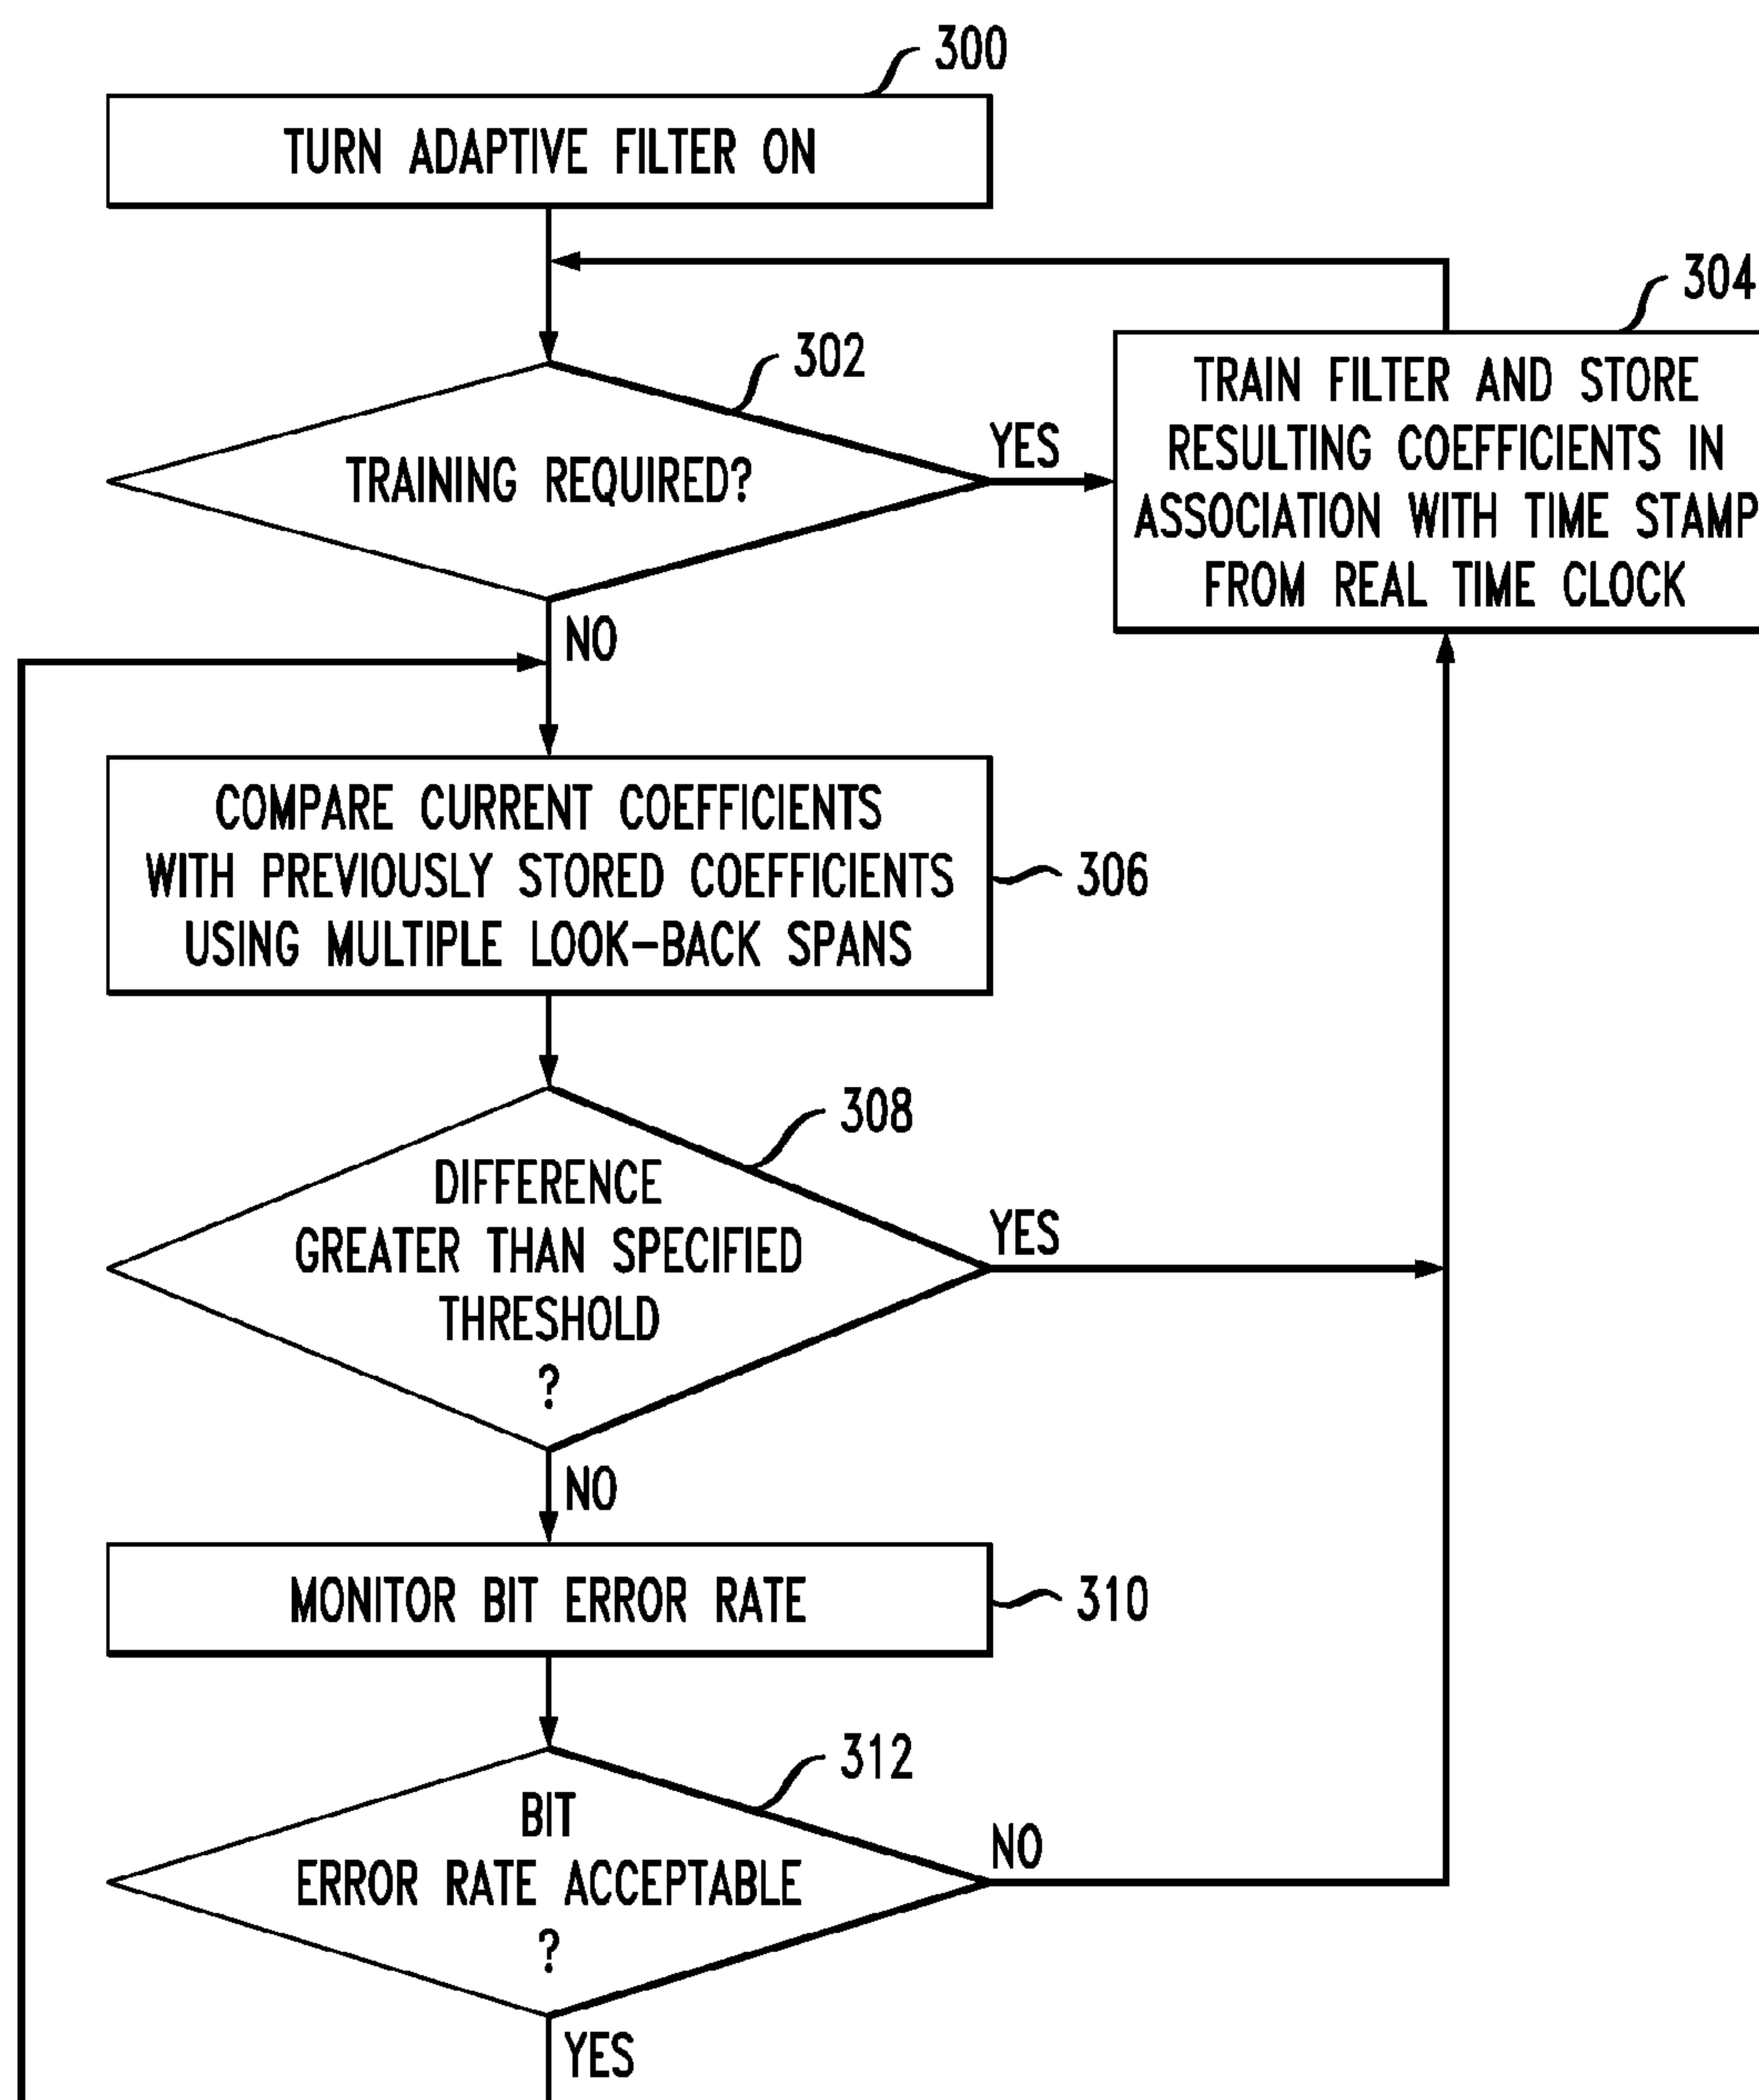 300
TURN ADAPTIVE FILTER ON
302
TRAINING REQUIRED?
YES
304
TRAIN FILTER AND STORE
RESULTING COEFFICIENTS IN
ASSOCIATION WITH TIME STAMP
FROM REAL TIME CLOCK
NO
COMPARE CURRENT COEFFICIENTS
WITH PREVIOUSLY STORED COEFFICIENTS
USING MULTIPLE LOOK-BACK SPANS
306
308
DIFFERENCE
GREATER THAN SPECIFIED
THRESHOLD
?
YES
NO
MONITOR BIT ERROR RATE
310
312
BIT
ERROR RATE ACCEPTABLE
?
NO
YES